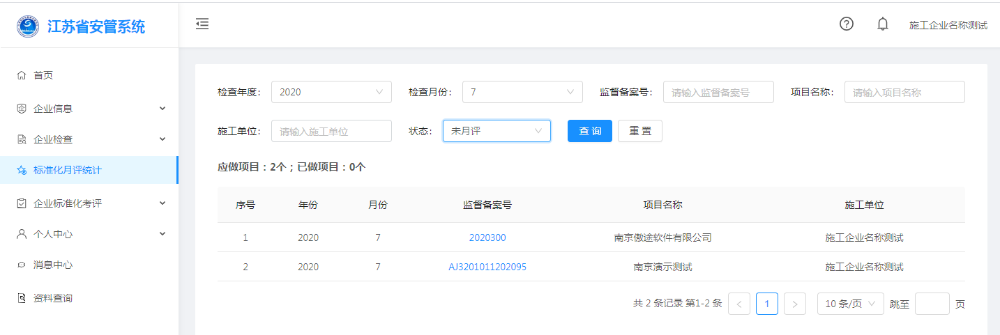 江苏省安管系统
施工企业名称测试
首页
企业信息
企业检查
标准化月评统计
企业标准化考评
个人中心
消息中心
资料查询
检查年度： 2020 检查月份： 7 监督备案号： 请输入监督备案号 项目名称： 请输入项目名称
施工单位： 请输入施工单位 状态： 未月评 查 询 重 置
应做项目：2个；已做项目：0个
序号 年份 月份 监督备案号 项目名称 施工单位
1 2020 7 2020300 南京傲途软件有限公司 施工企业名称测试
2 2020 7 AJ3201011202095 南京演示测试 施工企业名称测试
共 2 条记录 第1-2 条 < 1 > 10 条/页 跳至 页